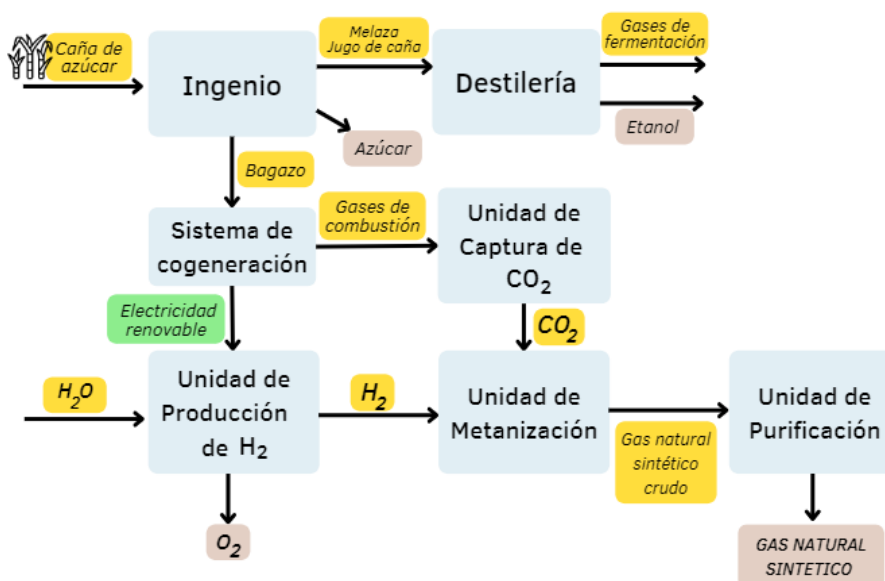 Caña de
azúcar
Ingenio
Melaza
Jugo de caña
Destilería
Gases de
fermentación
Etanol
Azúcar
Bagazo
Sistema de
cogeneración
Gases de
combustión
Unidad de
Captura de
CO₂
Electricidad
renovable
CO₂
H₂O
Unidad de
Producción
de H₂
H₂
Unidad de
Metanización
Gas natural
sintético
crudo
Unidad de
Purificación
O₂
GAS NATURAL
SINTETICO